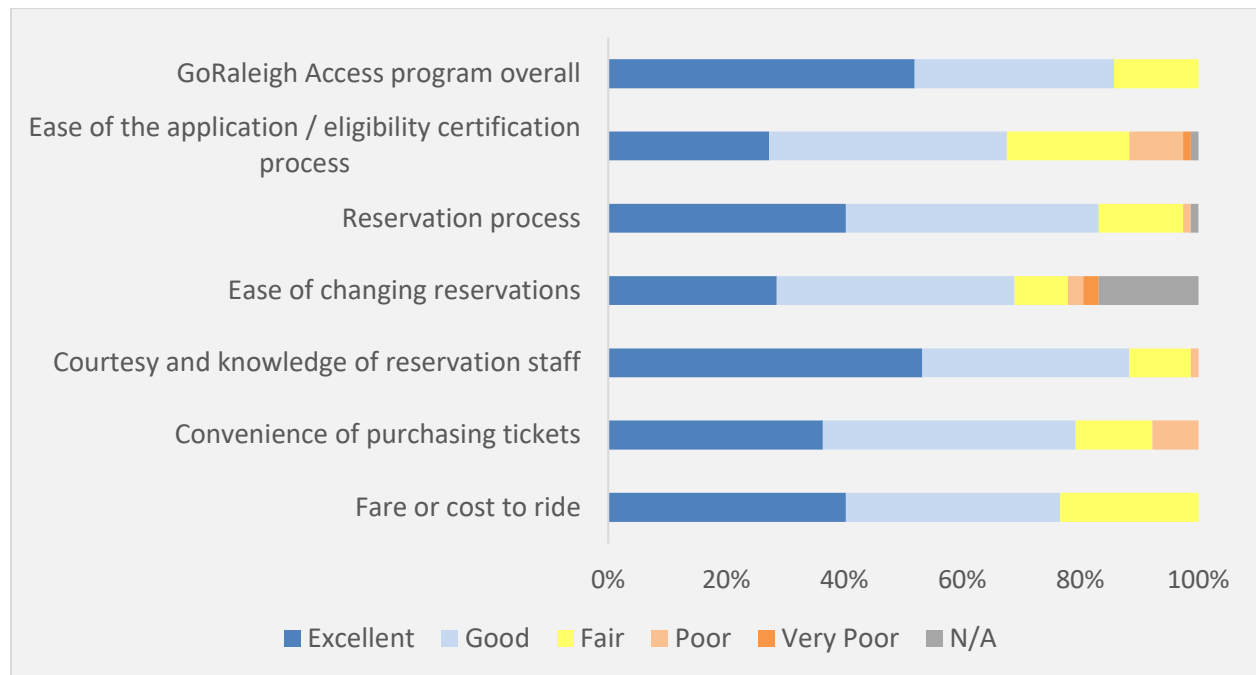 GoRaleigh Access program overall
Ease of the application / eligibility certification
process
Reservation process
Ease of changing reservations
Courtesy and knowledge of reservation staff
Convenience of purchasing tickets
Fare or cost to ride
0% 20% 40% 60% 80% 100%
Excellent Good Fair Poor Very Poor N/A